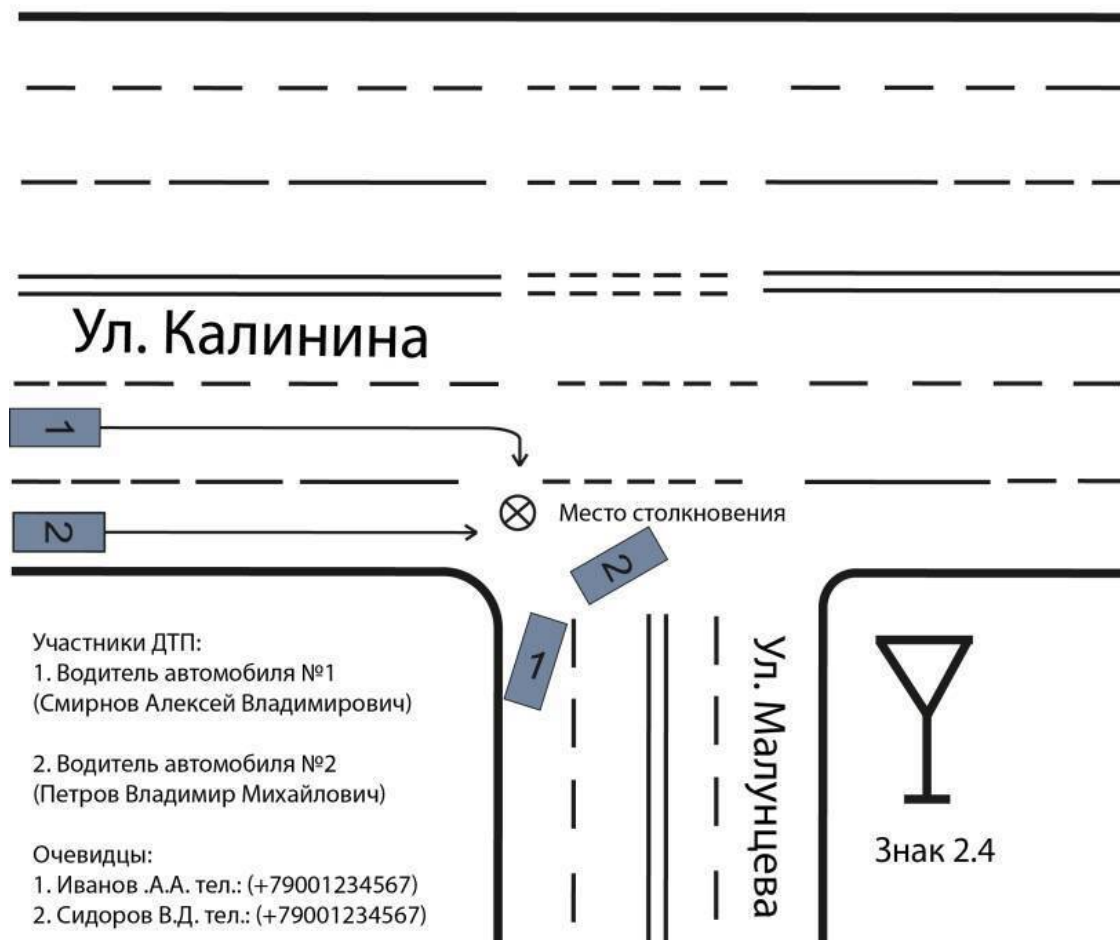 Ул. Калинина
1
2
Место столкновения
2
1
Участники ДТП:
1. Водитель автомобиля №1
(Смирнов Алексей Владимирович)
2. Водитель автомобиля №2
(Петров Владимир Михайлович)
Очевидцы:
1. Иванов .А.А. тел.: (+79001234567)
2. Сидоров В.Д. тел.: (+79001234567)
Ул. Малунцева
Знак 2.4